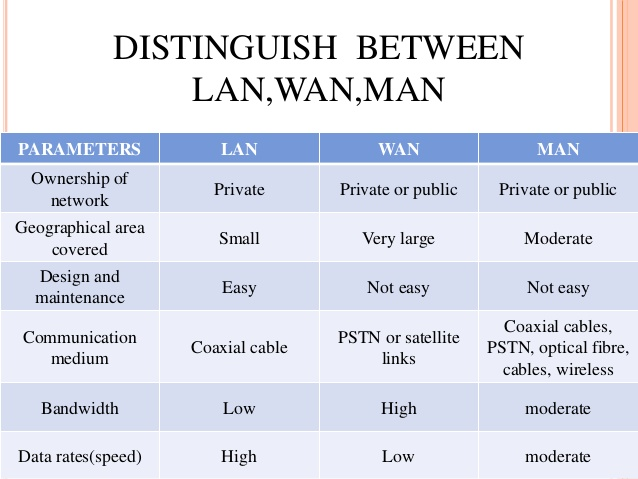 DISTINGUISH BETWEEN
LAN,WAN,MAN
PARAMETERS LAN WAN MAN
Ownership of
network Private Private or public Private or public
Geographical area
covered Small Very large Moderate
Design and
maintenance Easy Not easy Not easy
Communication
medium Coaxial cable PSTN or satellite
links Coaxial cables,
PSTN, optical fibre,
cables, wireless
Bandwidth Low High moderate
Data rates(speed) High Low moderate